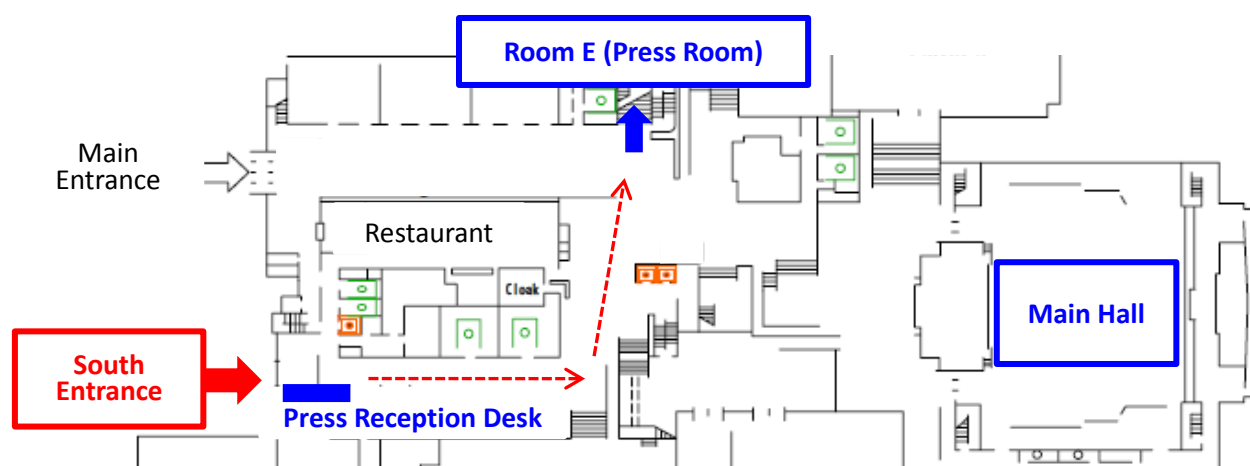 Room E (Press Room)
Main
Entrance
Restaurant
Cloak
Main Hall
South
Entrance
Press Reception Desk